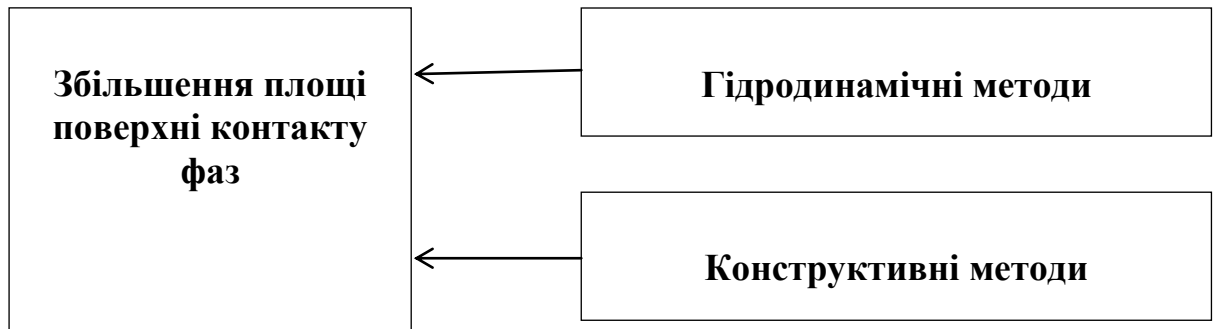 Збільшення площі
поверхні контакту
фаз
Гідродинамічні методи
Конструктивні методи